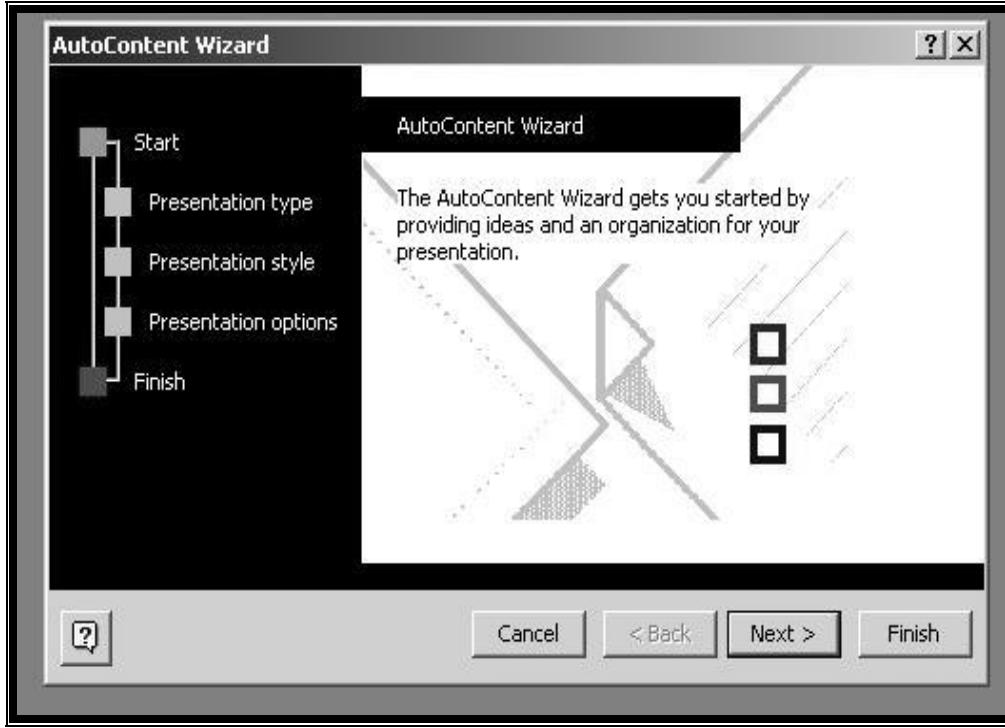 AutoContent Wizard
Start
Presentation type
Presentation style
Presentation options
Finish
AutoContent Wizard
The AutoContent Wizard gets you started by
providing ideas and an organization for your
presentation.
Cancel
< Back
Next >
Finish